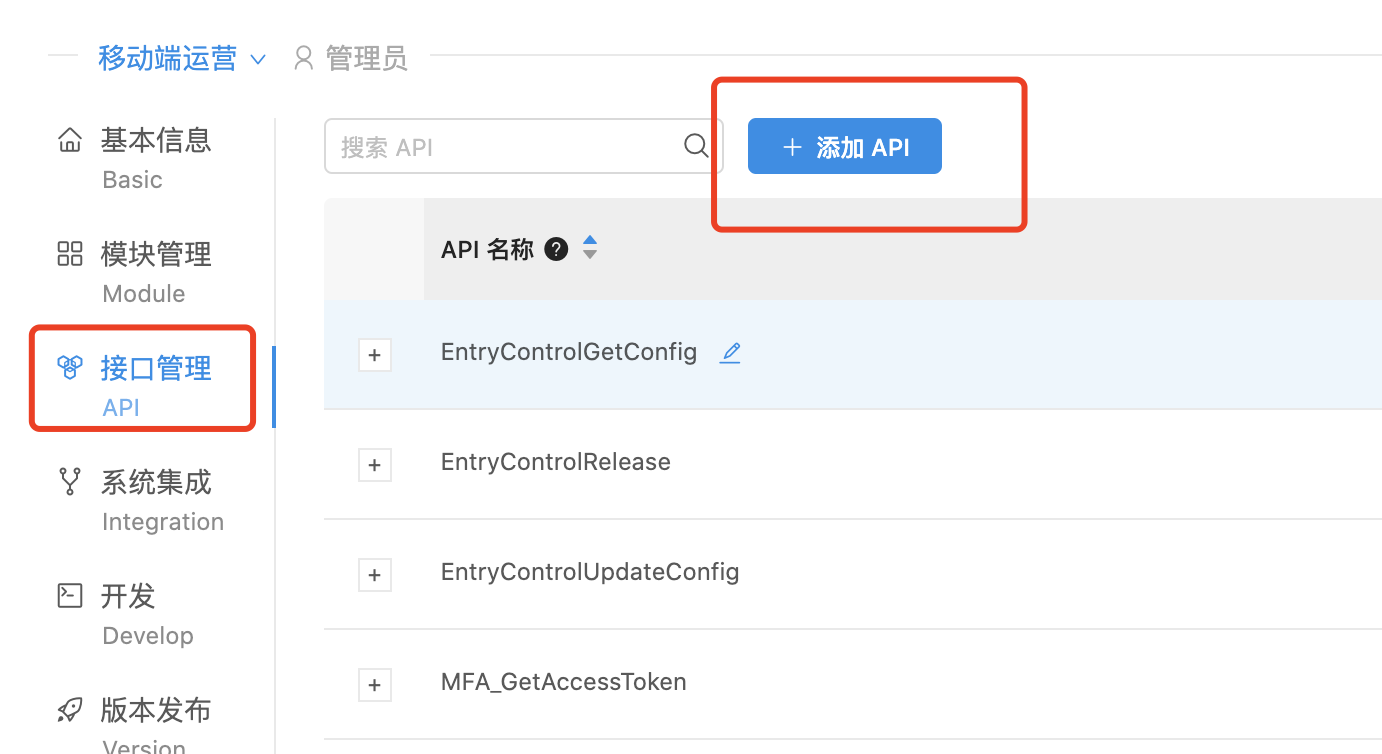 移动端运营 管理员
基本信息
Basic
模块管理
Module
接口管理
API
系统集成
Integration
开发
Develop
版本发布
Version
搜索 API
+ 添加 API
API 名称 ?
+ EntryControlGetConfig
+ EntryControlRelease
+ EntryControlUpdateConfig
+ MFA_GetAccessToken